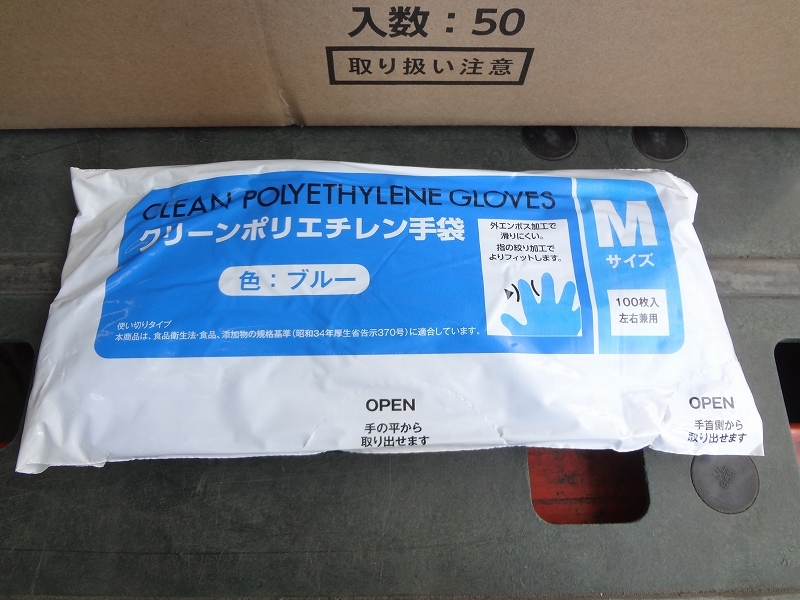 入数：50
取り扱い注意
CLEAN POLYETHYLENE GLOVES
クリーンポリエチレン手袋
色：ブルー
外エンボス加工で
滑りにくい。
指の絞り加工で
よりフィットします。
M
サイズ
100枚入
左右兼用
使い切りタイプ
本商品は、食品衛生法・食品、添加物の規格基準（昭和34年厚生省告示370号）に適合しています。
OPEN
手の平から
取り出せます
OPEN
手首側から
取り出せます